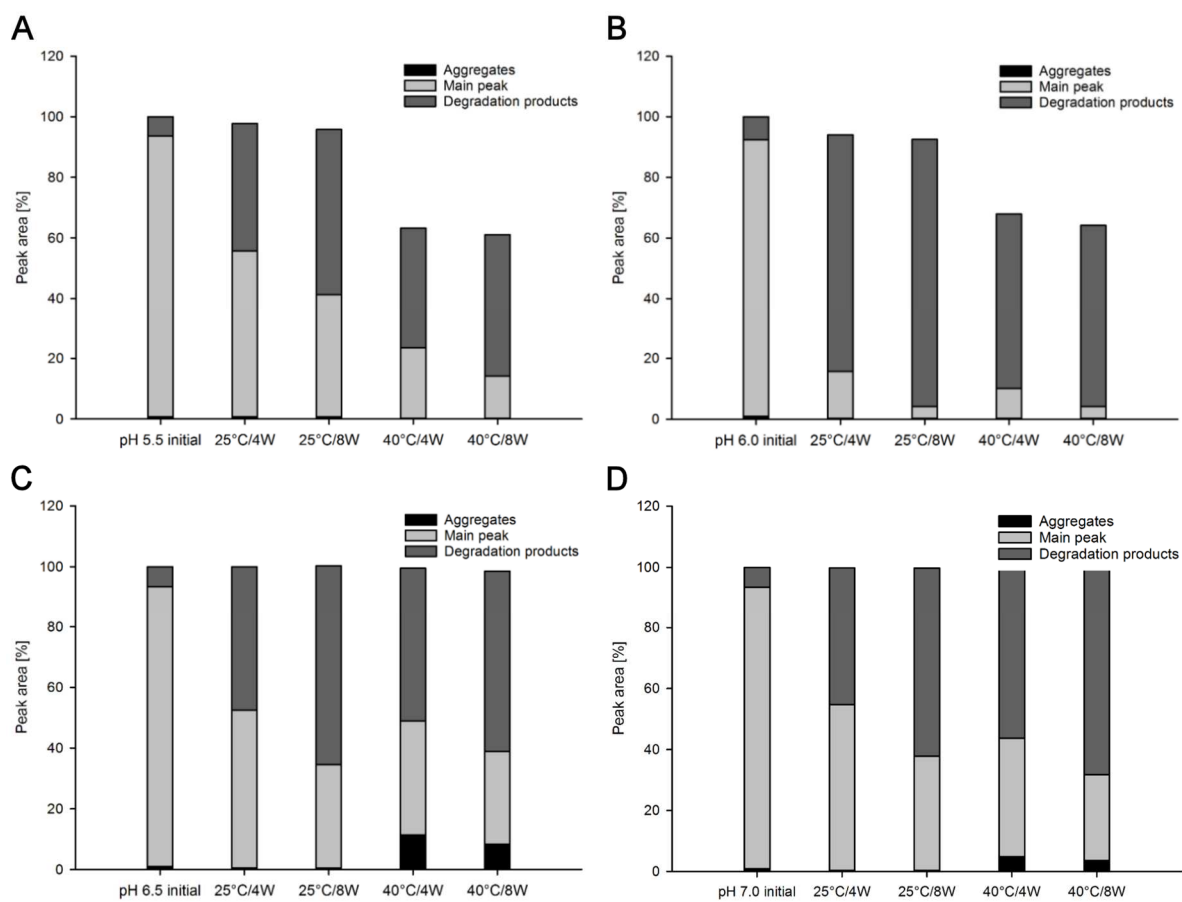 A
120
100
80
60
40
20
0
Peak area [%]
Aggregates
Main peak
Degradation products
pH 5.5 initial 25°C/4W 25°C/8W 40°C/4W 40°C/8W
B
120
100
80
60
40
20
0
Peak area [%]
Aggregates
Main peak
Degradation products
pH 6.0 initial 25°C/4W 25°C/8W 40°C/4W 40°C/8W
C
120
100
80
60
40
20
0
Peak area [%]
Aggregates
Main peak
Degradation products
pH 6.5 initial 25°C/4W 25°C/8W 40°C/4W 40°C/8W
D
120
100
80
60
40
20
0
Peak area [%]
Aggregates
Main peak
Degradation products
pH 7.0 initial 25°C/4W 25°C/8W 40°C/4W 40°C/8W